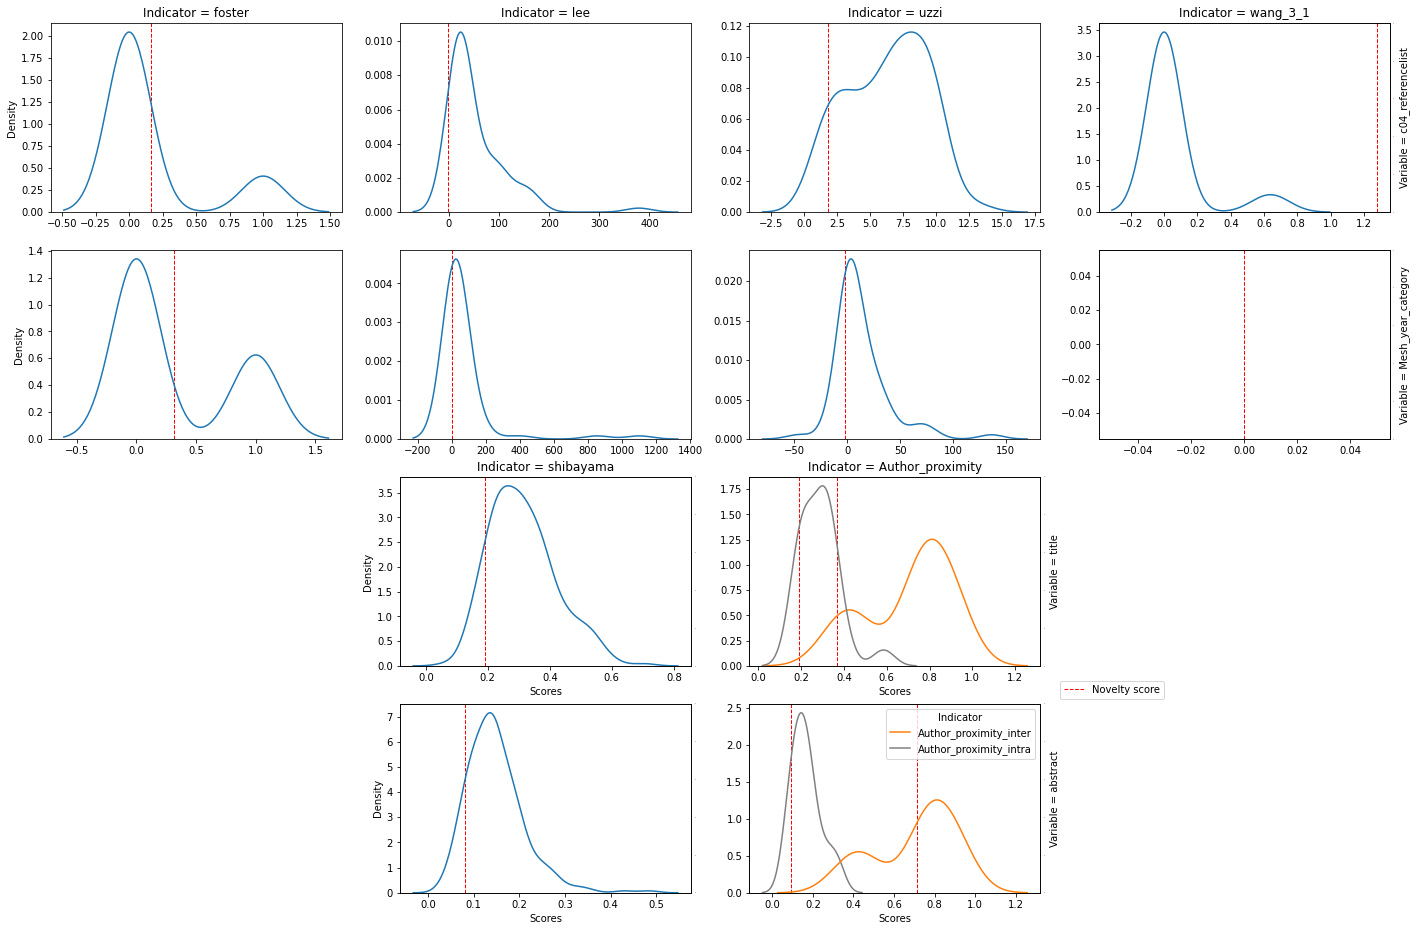 Indicator = foster
Indicator = lee
Indicator = uzzi
Indicator = wang_3_1
Density
2.00
1.75
1.50
1.25
1.00
0.75
0.50
0.25
0.00
−0.50 −0.25 0.00 0.25 0.50 0.75 1.00 1.25 1.50
0.010
0.008
0.006
0.004
0.002
0.000
0 100 200 300 400
0.12
0.10
0.08
0.06
0.04
0.02
0.00
−2.5 0.0 2.5 5.0 7.5 10.0 12.5 15.0 17.5
3.5
3.0
2.5
2.0
1.5
1.0
0.5
0.0
−0.2 0.0 0.2 0.4 0.6 0.8 1.0 1.2
Variable = c04_referencelist
Density
1.4
1.2
1.0
0.8
0.6
0.4
0.2
0.0
−0.5 0.0 0.5 1.0 1.5
0.004
0.003
0.002
0.001
0.000
−200 0 200 400 600 800 1000 1200 1400
0.020
0.015
0.010
0.005
0.000
−50 0 50 100 150
0.04
0.02
0.00
−0.02
−0.04
−0.04 −0.02 0.00 0.02 0.04
Variable = Mesh_year_category
Indicator = shibayama
Indicator = Author_proximity
Density
3.5
3.0
2.5
2.0
1.5
1.0
0.5
0.0
0.0 0.2 0.4 0.6 0.8
Scores
1.75
1.50
1.25
1.00
0.75
0.50
0.25
0.00
0.0 0.2 0.4 0.6 0.8 1.0 1.2
Scores
Variable = title
Novelty score
Density
7
6
5
4
3
2
1
0
0.0 0.1 0.2 0.3 0.4 0.5
Scores
2.5
2.0
1.5
1.0
0.5
0.0
Indicator
Author_proximity_inter
Author_proximity_intra
0.0 0.2 0.4 0.6 0.8 1.0 1.2
Scores
Variable = abstract